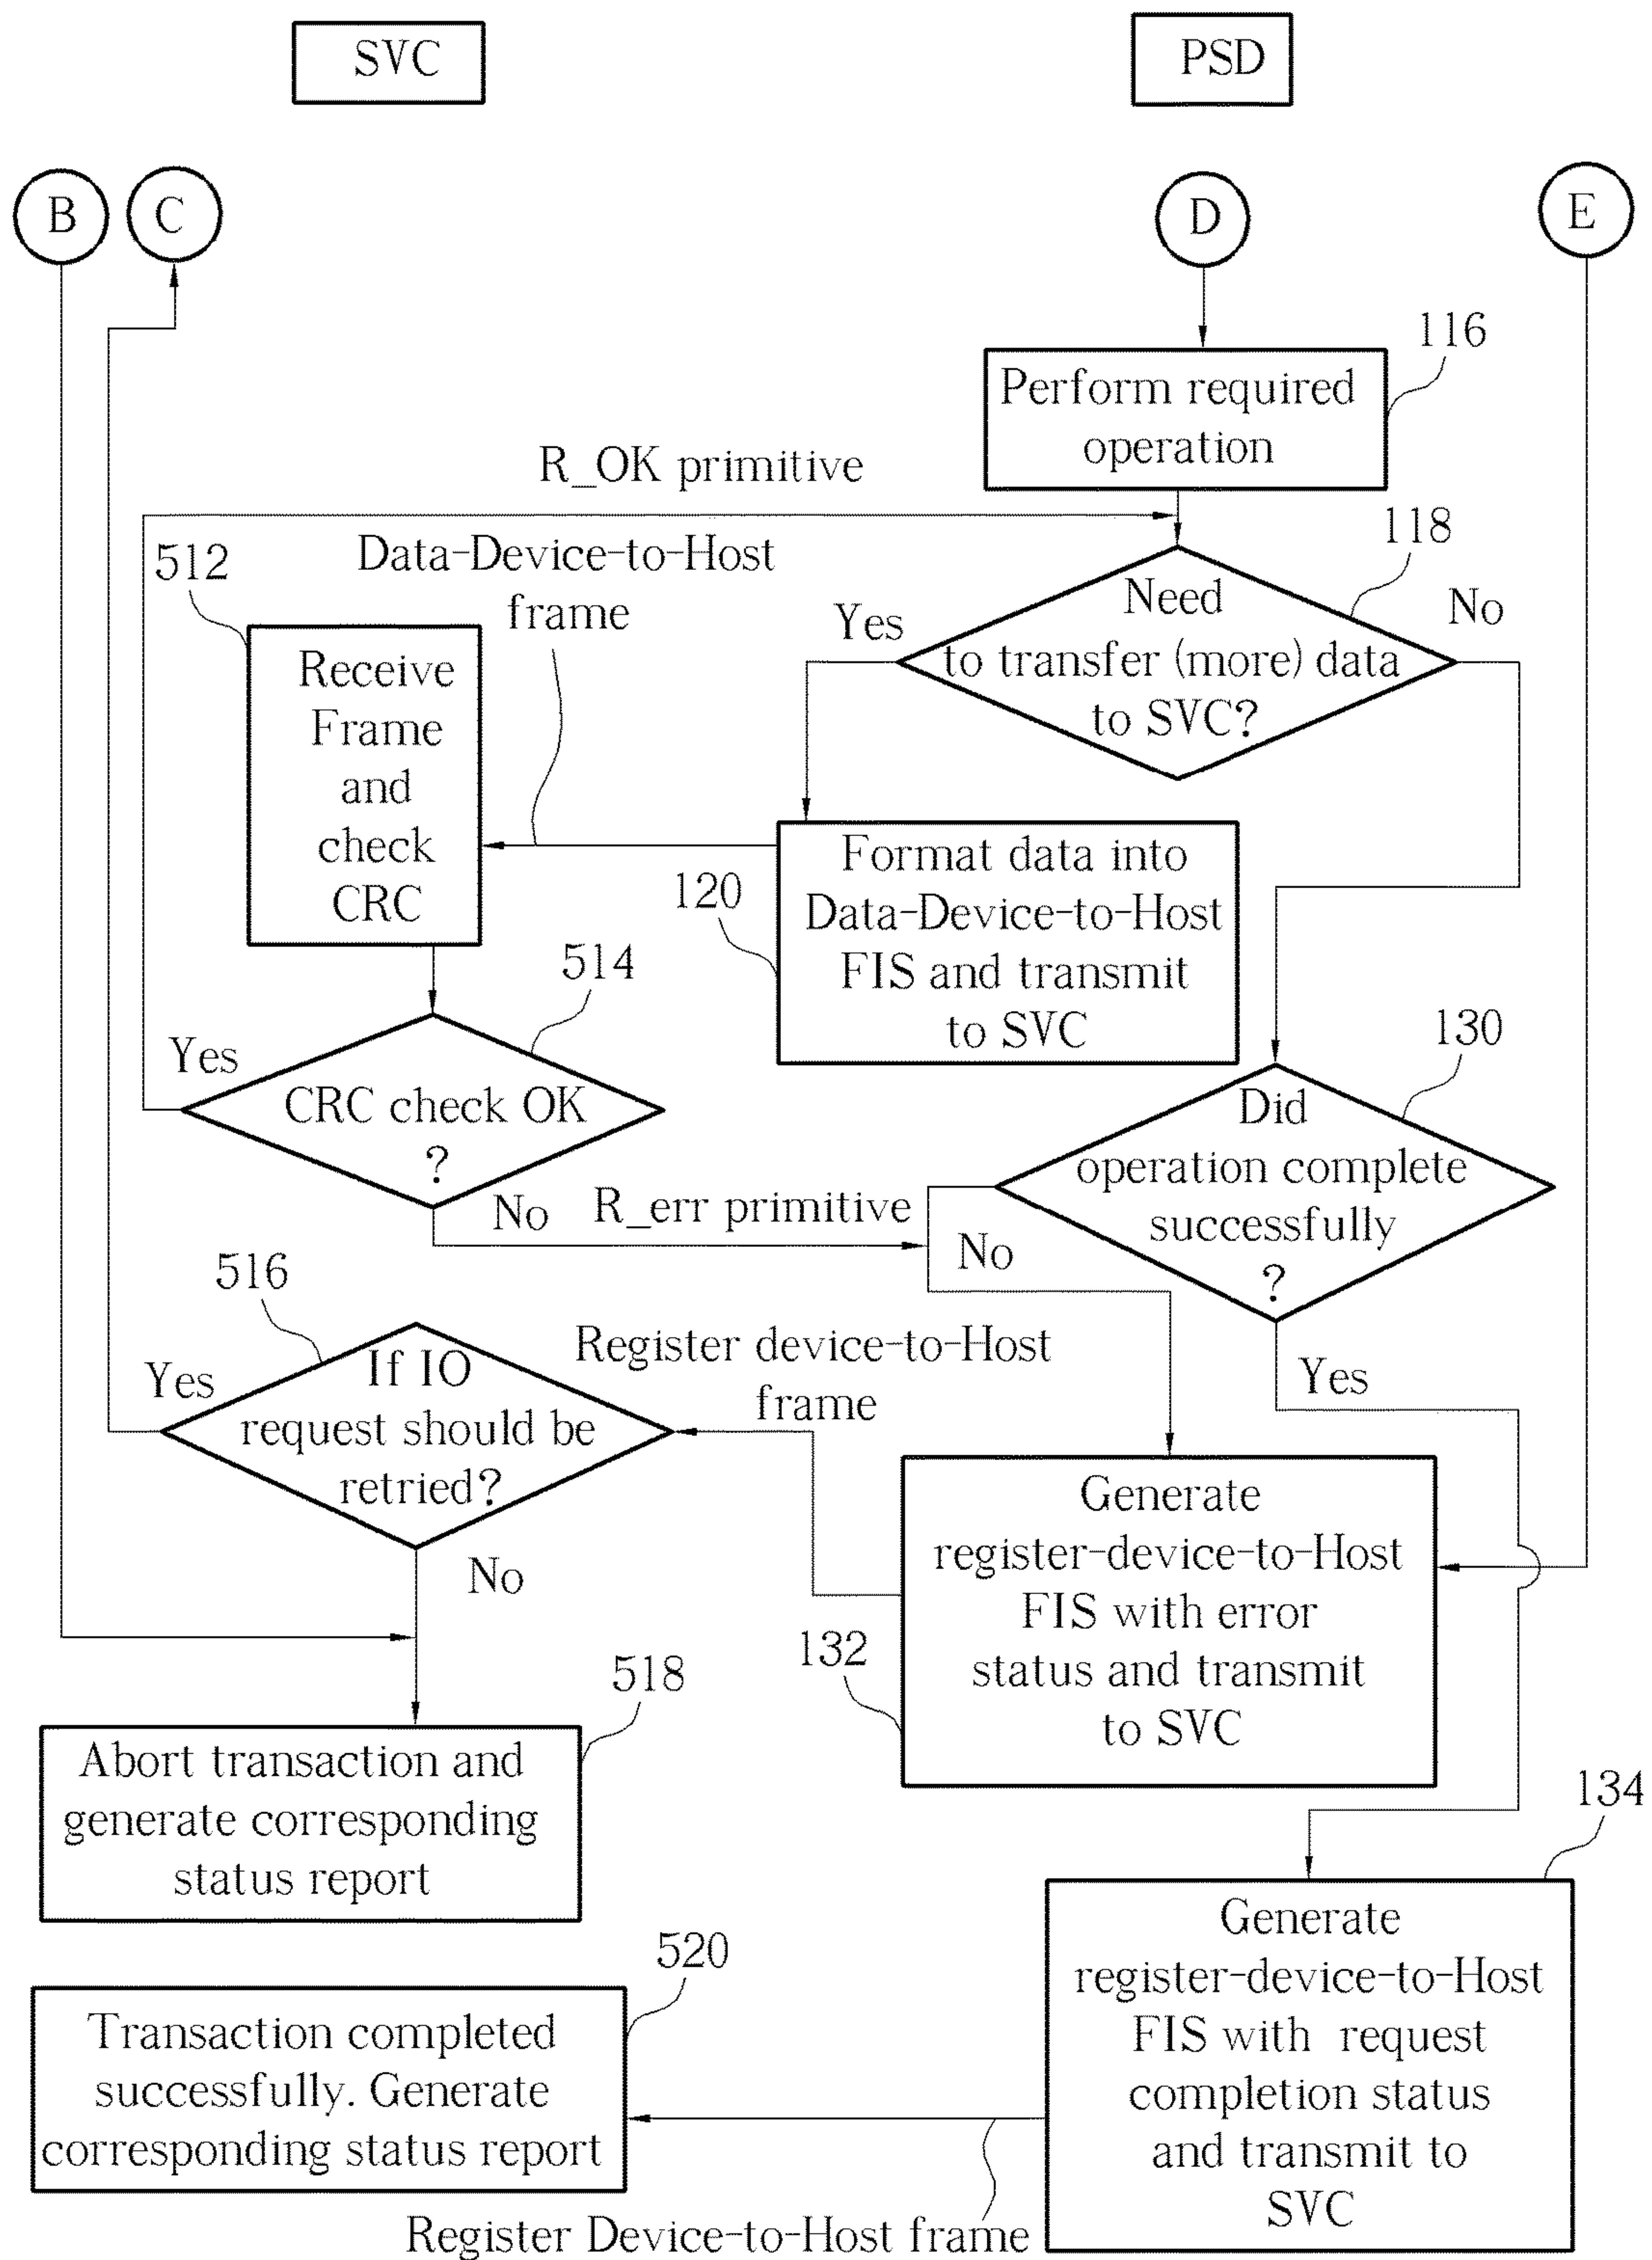 SVC
PSD
B
C
D
E
116
Perform required
operation
R_OK primitive
118
512
Data-Device-to-Host
frame
Need
to transfer (more) data
to SVC?
Yes
No
Receive
Frame
and
check
CRC
120
Format data into
Data-Device-to-Host
FIS and transmit
to SVC
514
Yes
CRC check OK
?
130
Did
operation complete
successfully
?
No
R_err primitive
No
516
Yes
If IO
request should be
retried?
Register device-to-Host
frame
Yes
No
Generate
register-device-to-Host
FIS with error
status and transmit
to SVC
132
518
Abort transaction and
generate corresponding
status report
134
Generate
register-device-to-Host
FIS with request
completion status
and transmit to
SVC
520
Transaction completed
successfully. Generate
corresponding status report
Register Device-to-Host frame